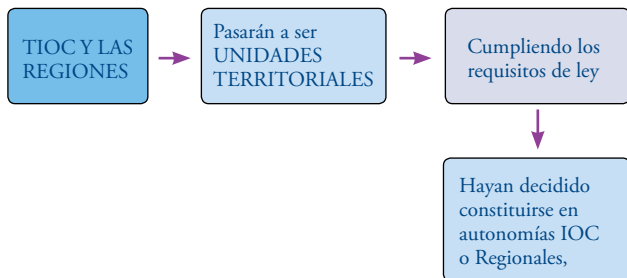 TIOC Y LAS
REGIONES
Pasarán a ser
UNIDADES
TERRITORIALES
Cumpliendo los
requisitos de ley
Hayan decidido
constituirse en
autonomías IOC
o Regionales,